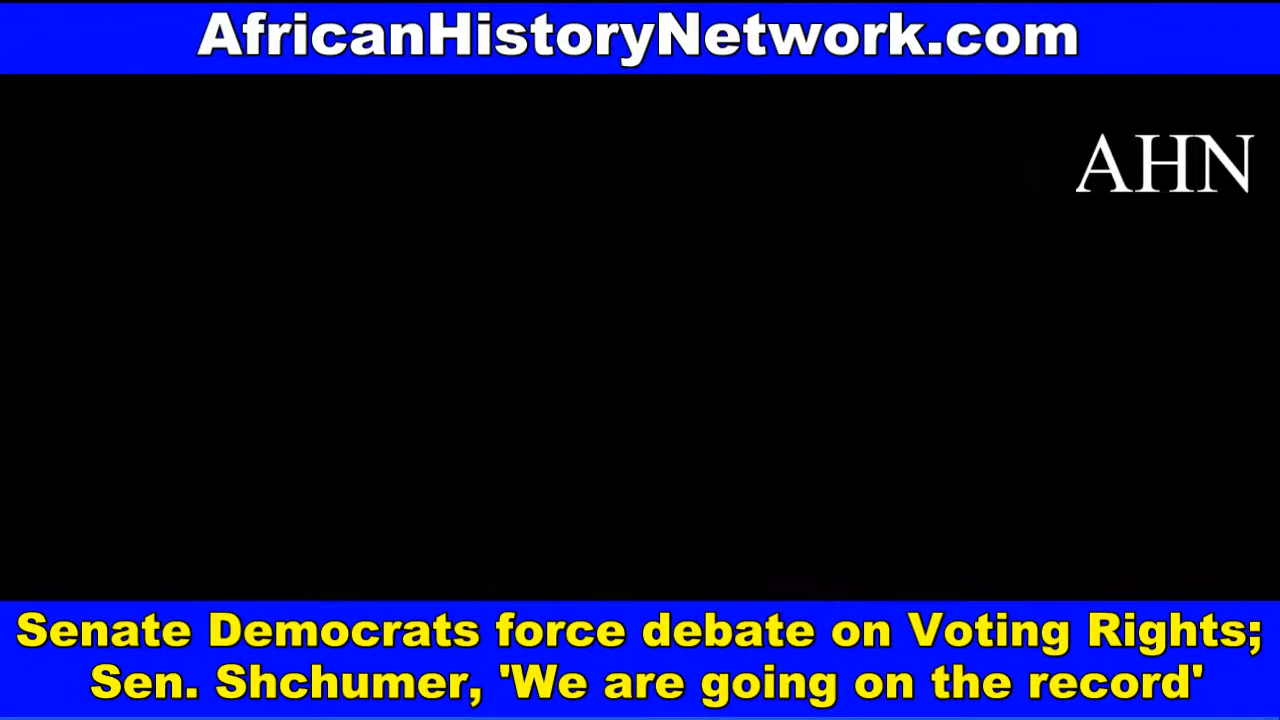 AfricanHistoryNetwork.com
AHN
Senate Democrats force debate on Voting Rights;
Sen. Shchumer, 'We are going on the record'